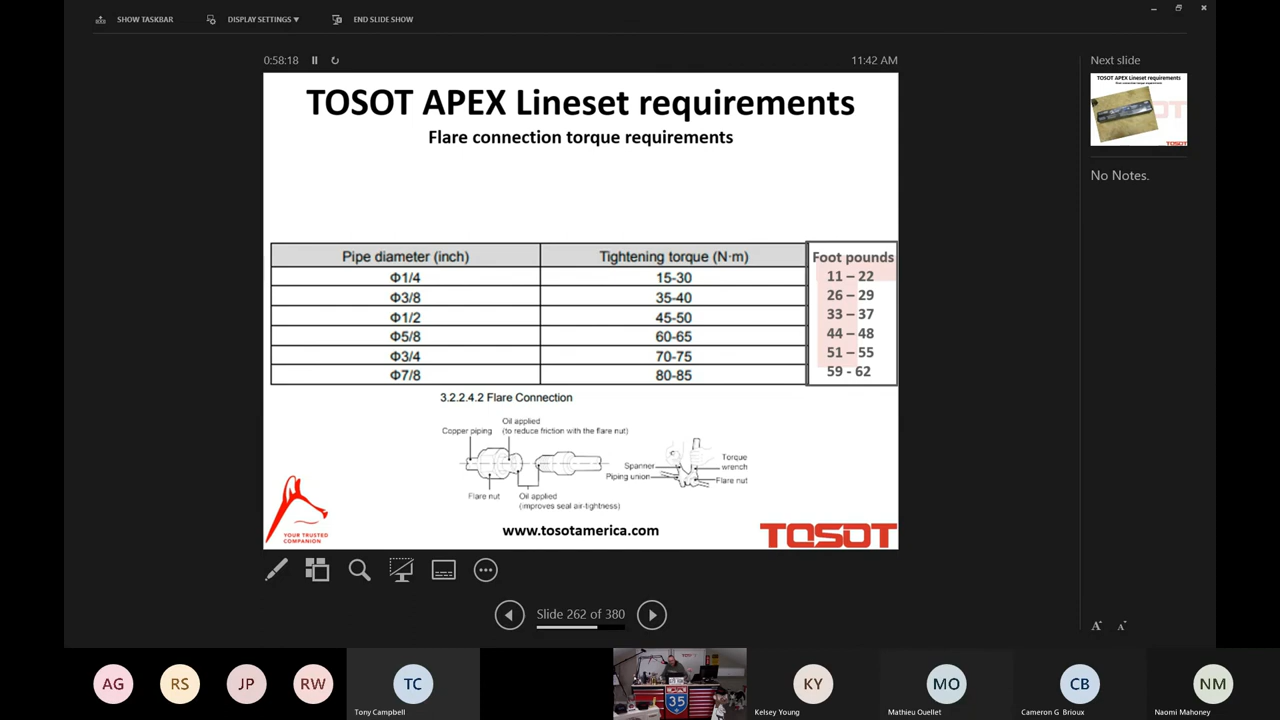 SHOW TASKBAR
DISPLAY SETTINGS ▼
END SLIDE SHOW
0:58:18
11:42 AM
TOSOT APEX Lineset requirements
Flare connection torque requirements
Pipe diameter (inch) Tightening torque (N·m) Foot pounds
Φ1/4 15-30 11 – 22
Φ3/8 35-40 26 – 29
Φ1/2 45-50 33 – 37
Φ5/8 60-65 44 – 48
Φ3/4 70-75 51 – 55
Φ7/8 80-85 59 - 62
3.2.2.4.2 Flare Connection
Oil applied
Copper piping (to reduce friction with the flare nut)
Flare nut
Oil applied
(improves seal air-tightness)
Spanner
Piping union
Torque
wrench
Flare nut
YOUR TRUSTED
COMPANION
www.tosotamerica.com
TOSOT
Next slide
TOSOT APEX Lineset requirements
TOSOT
No Notes.
Slide 262 of 380
A A
AG
RS
JP
RW
TC
Tony Campbell
35
KY
Kelsey Young
MO
Mathieu Ouellet
CB
Cameron G Brioux
NM
Naomi Mahoney